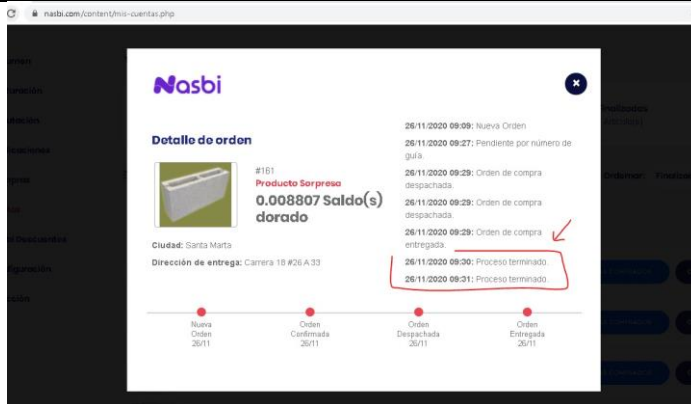 nasbi.com/content/mis-cuentas.php
Nasbi
Detalle de orden
#161
Producto Sorpresa
0.008807 Saldo(s)
dorado
Ciudad: Santa Marta
Dirección de entrega: Carrera 18 #26 A 33
26/11/2020 09:09: Nueva Orden
26/11/2020 09:27: Pendiente por número de
guía.
26/11/2020 09:29: Orden de compra
despachada.
26/11/2020 09:29: Orden de compra
despachada.
26/11/2020 09:29: Orden de compra
entregada.
26/11/2020 09:30: Proceso terminado.
26/11/2020 09:31: Proceso terminado.
Nueva
Orden
26/11
Orden
Confirmada
26/11
Orden
Despachada
26/11
Orden
Entregada
26/11